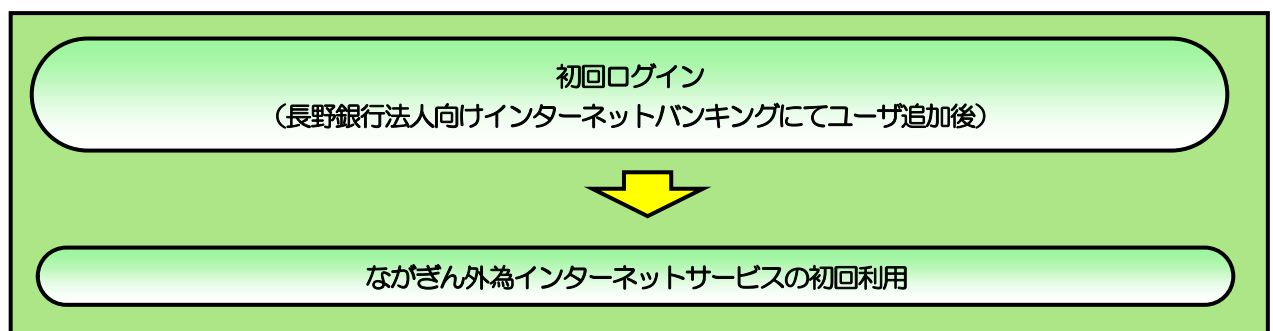 初回ログイン
（長野銀行法人向けインターネットバンキングにてユーザ追加後）
ながぎん外為インターネットサービスの初回利用